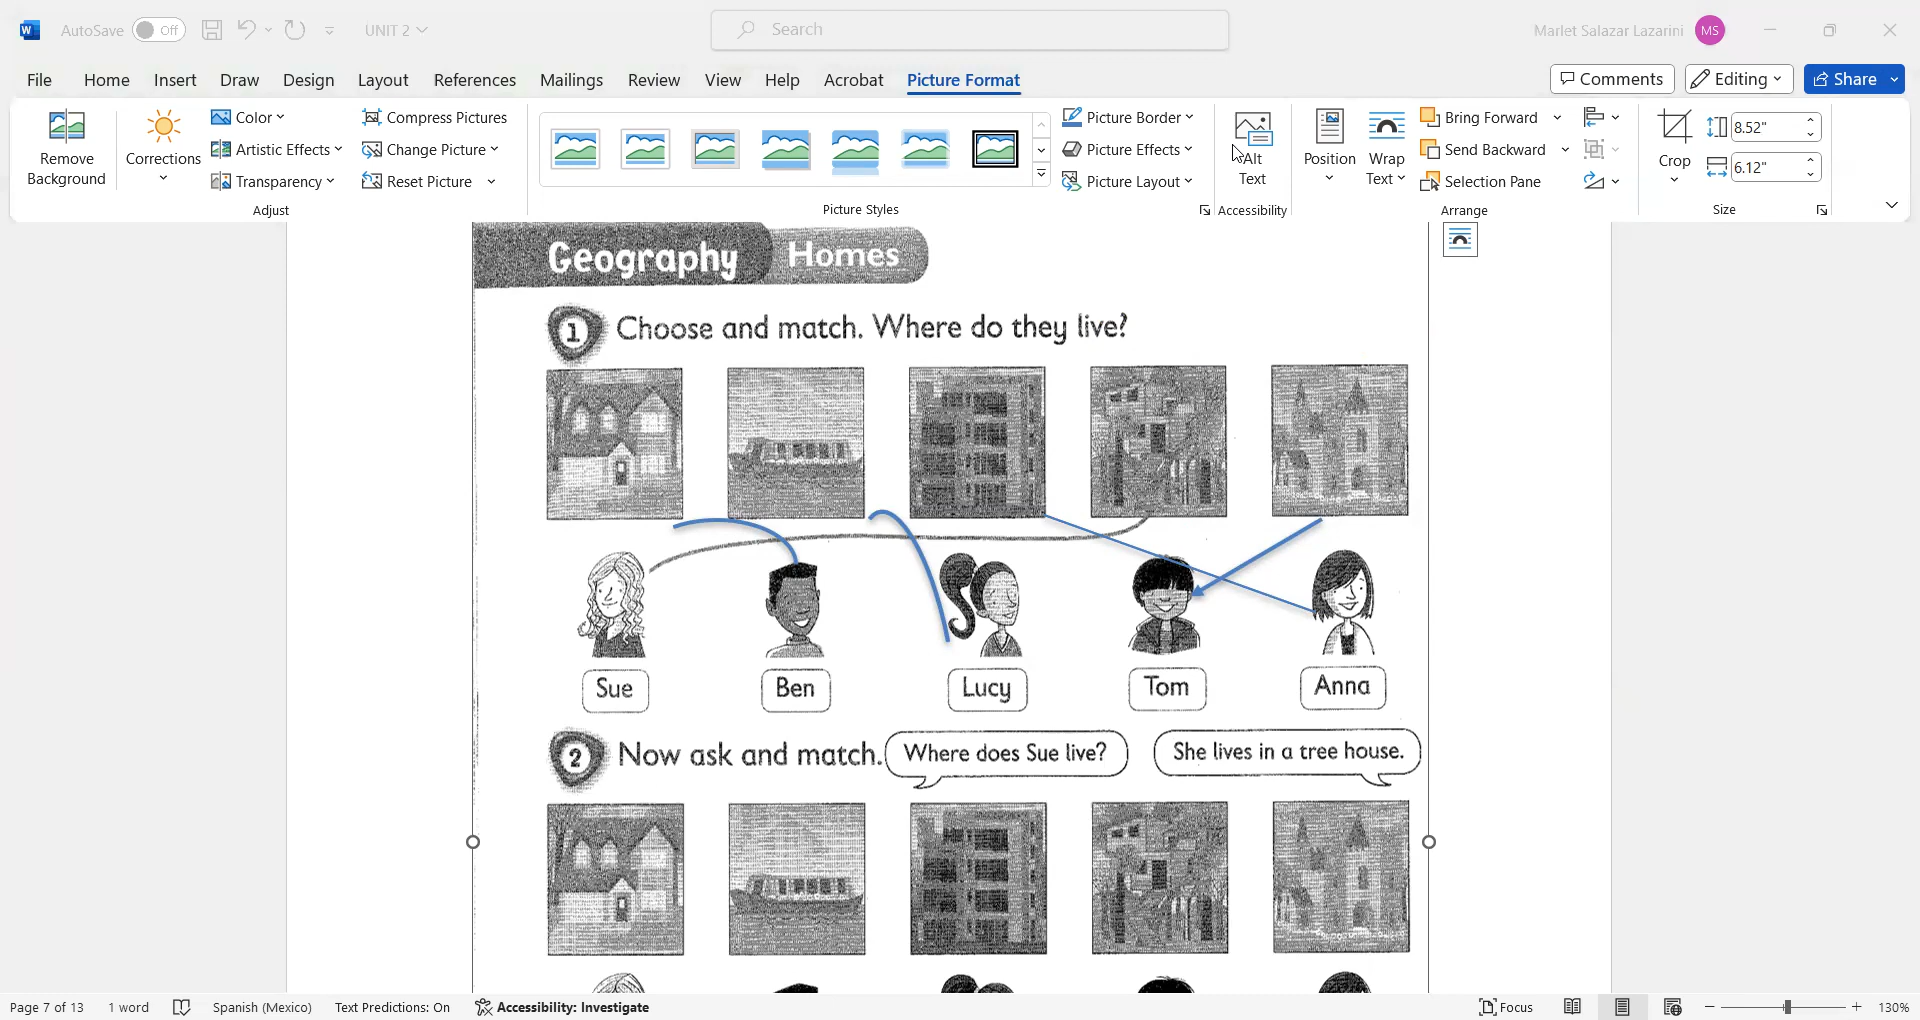 AutoSave Off UNIT 2 Search Marlet Salazar Lazarini MS
File Home Insert Draw Design Layout References Mailings Review View Help Acrobat Picture Format Comments Editing Share
Remove Background
Corrections
Color
Artistic Effects
Transparency
Compress Pictures
Change Picture
Reset Picture
Adjust
Picture Styles
Picture Border
Picture Effects
Picture Layout
Alt Text
Accessibility
Position
Wrap Text
Bring Forward
Send Backward
Selection Pane
Arrange
Crop
8.52"
6.12"
Size
Geography Homes
1 Choose and match. Where do they live?
Sue Ben Lucy Tom Anna
2 Now ask and match. Where does Sue live? She lives in a tree house.
Page 7 of 13 1 word Spanish (Mexico) Text Predictions: On Accessibility: Investigate Focus 130%